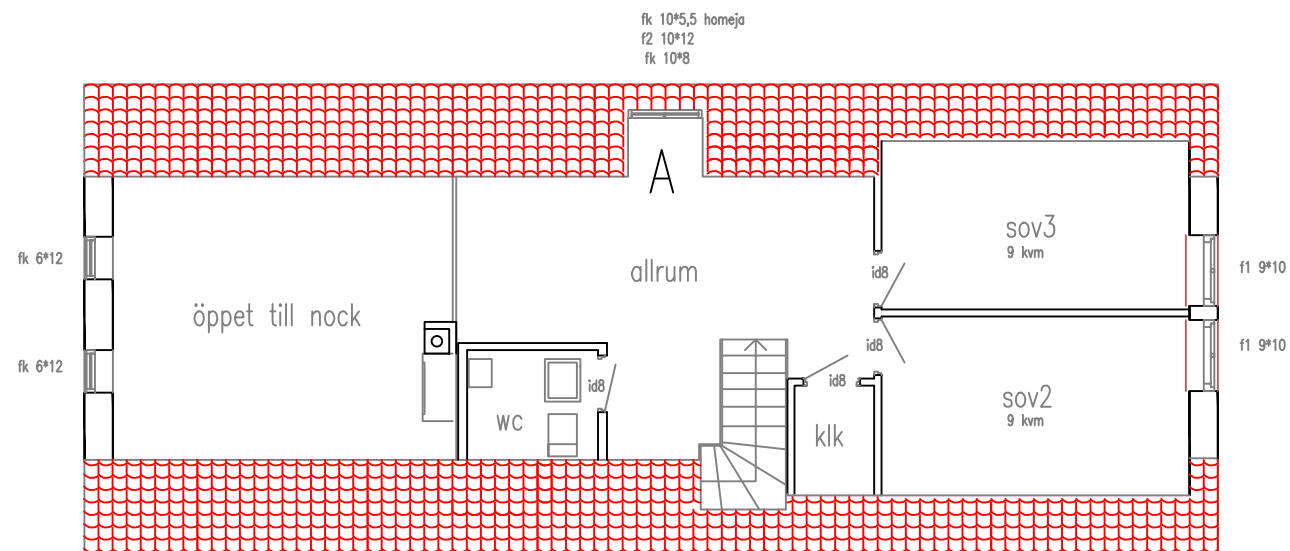 fk 10*5,5 homeja
f2 10*12
fk 10*8
A
sov3
9 kvm
fk 6*12
allrum
id8
f1 9*10
öppet till nock
id8
f1 9*10
fk 6*12
id8
id8
sov2
9 kvm
wc
klk